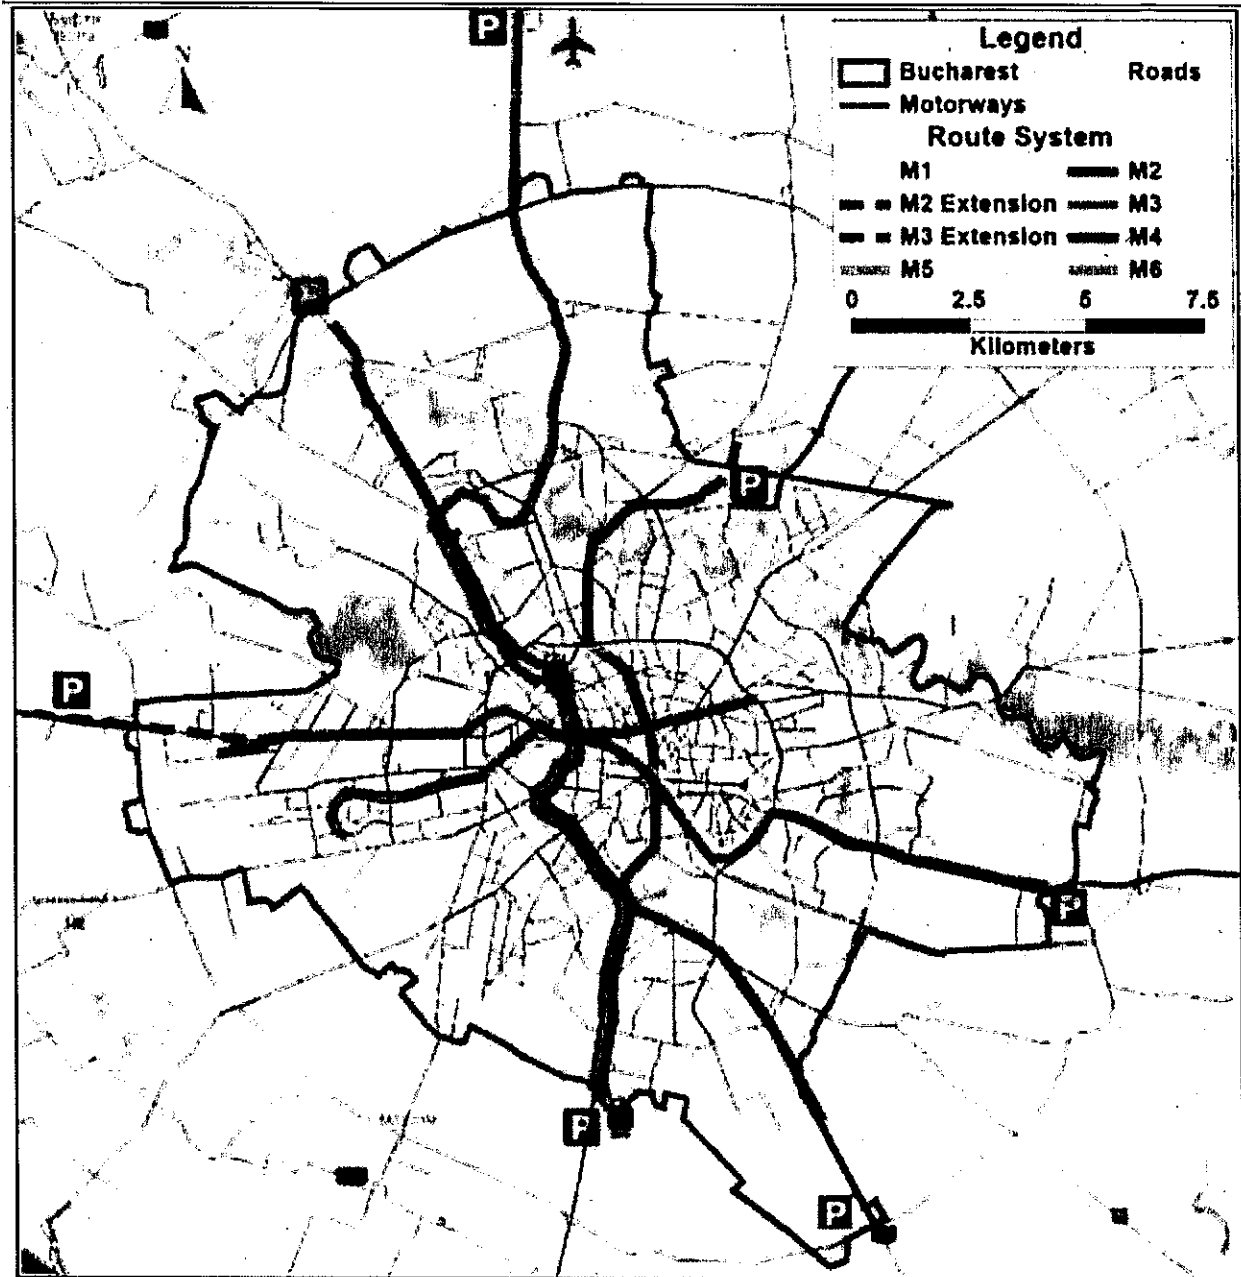 P
Legend
Bucharest Roads
Motorways
Route System
M1 M2
M2 Extension M3
M3 Extension M4
M5 M6
0 2.5 5 7.5
Kilometers
N
P
P
P
P
P